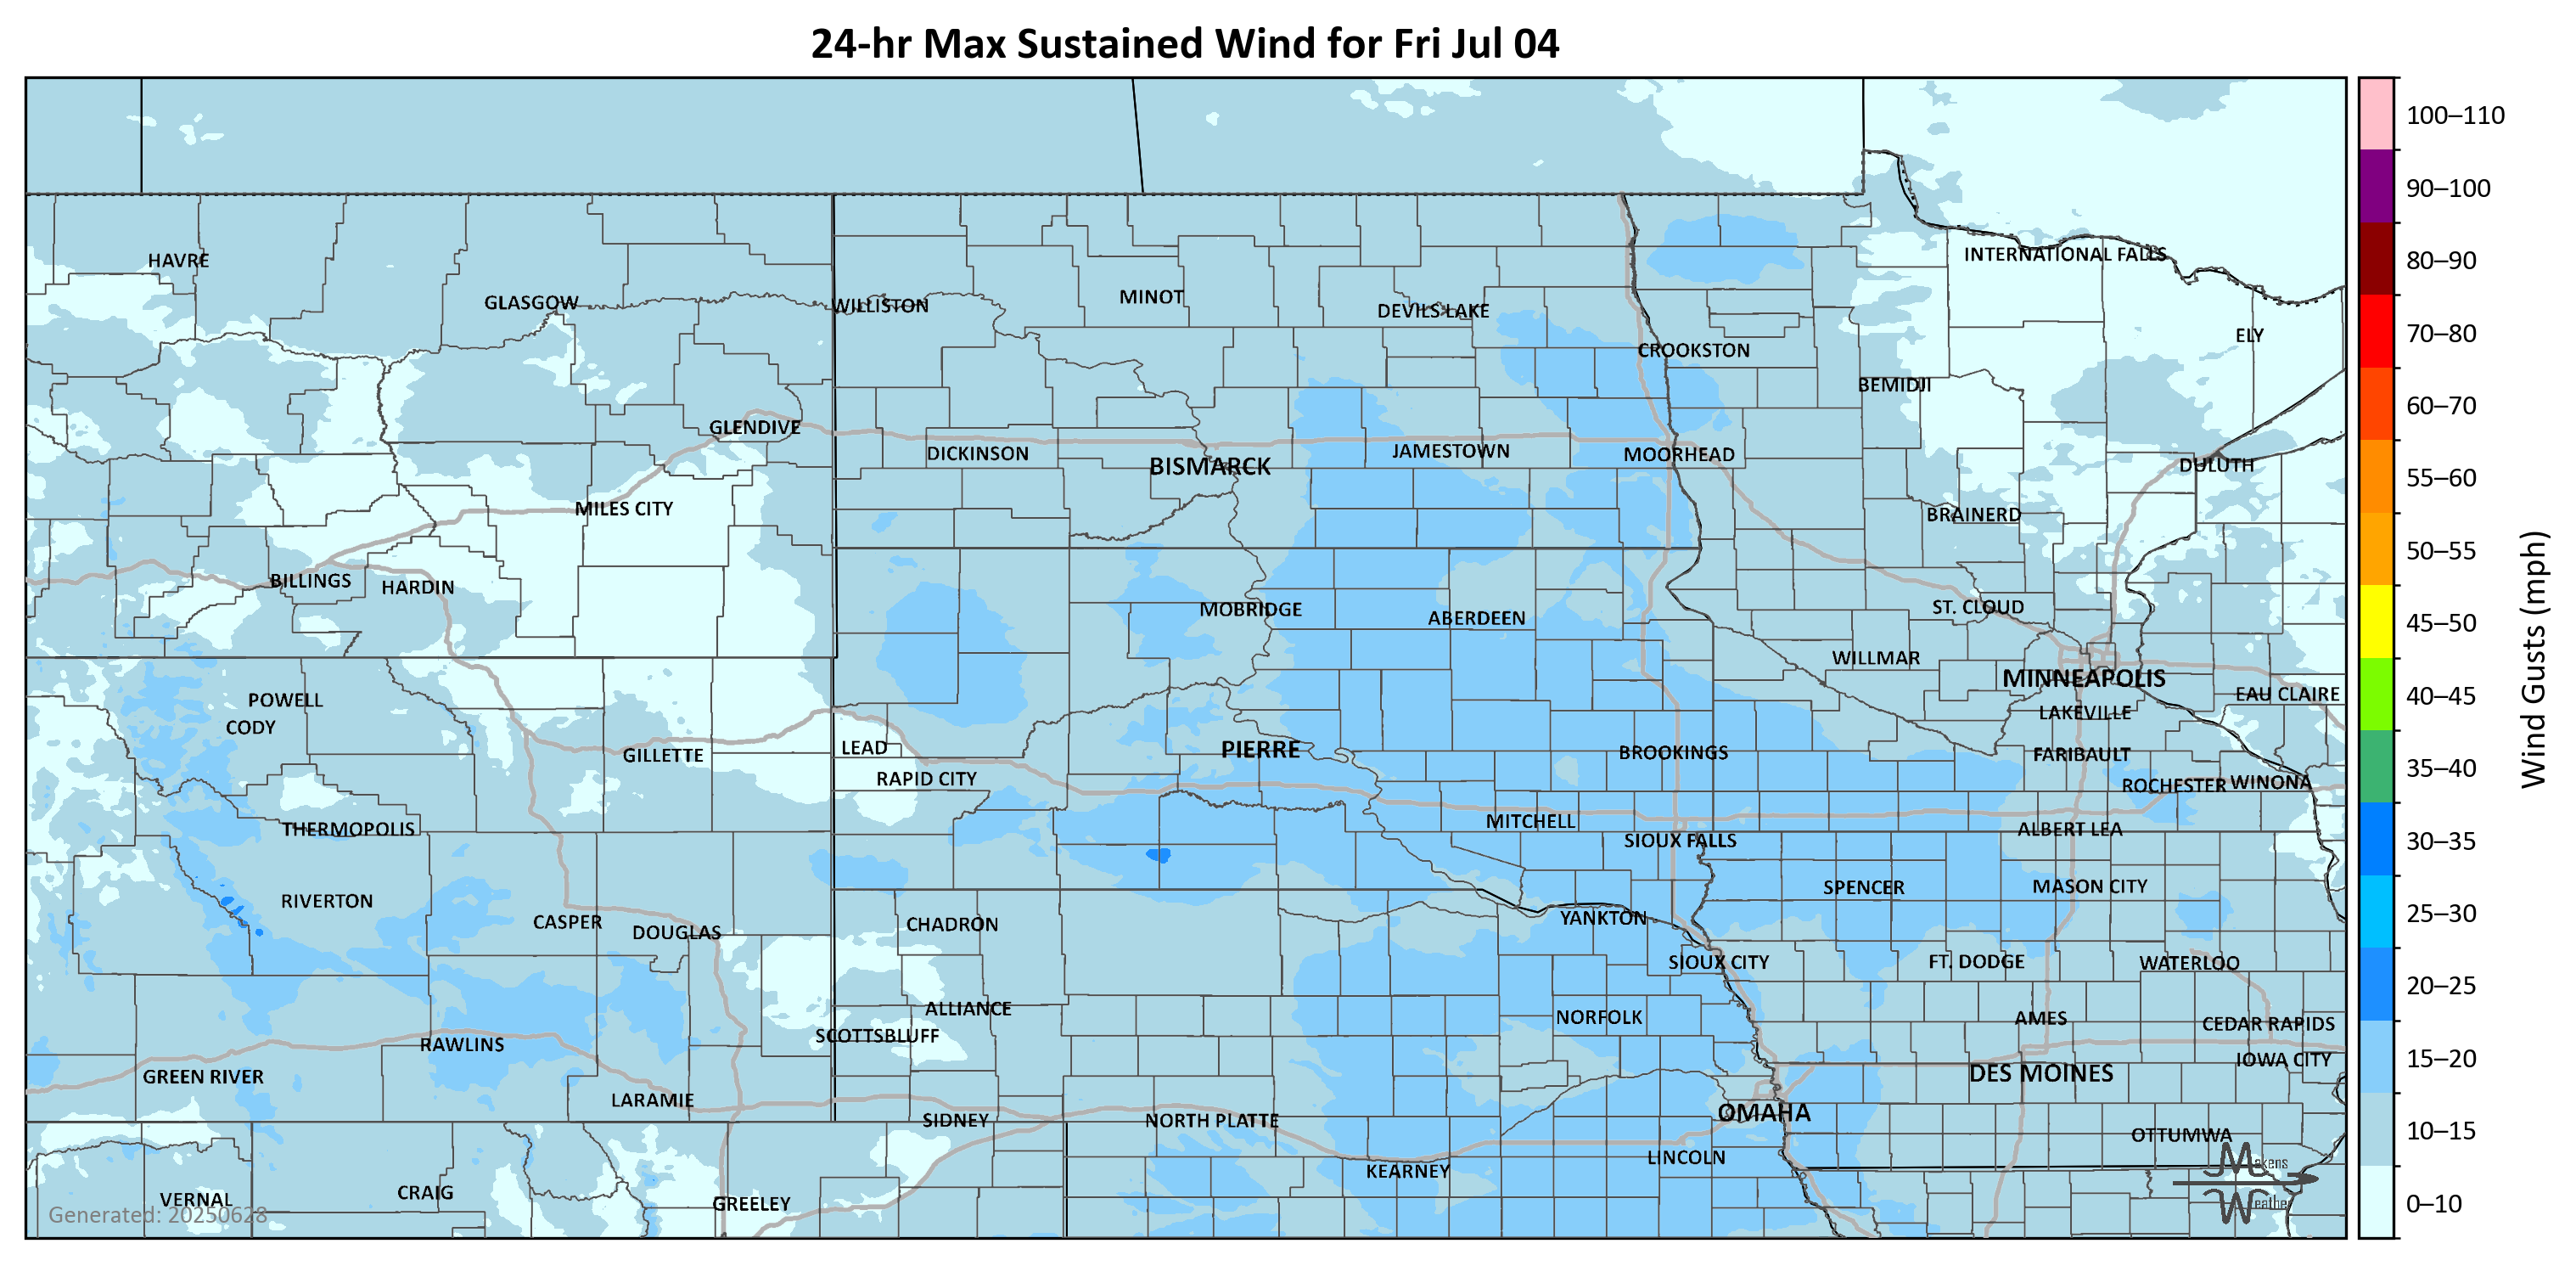 24-hr Max Sustained Wind for Fri Jul 04
100–110
90–100
80–90
70–80
60–70
55–60
50–55
45–50
40–45
35–40
30–35
25–30
20–25
15–20
10–15
0–10
Wind Gusts (mph)
HAVRE
INTERNATIONAL FALLS
GLASGOW
WILLISTON
MINOT
DEVILS LAKE
ELY
CROOKSTON
BEMIDJI
GLENDIVE
DICKINSON
BISMARCK
JAMESTOWN
MOORHEAD
DULUTH
MILES CITY
BRAINERD
BILLINGS
HARDIN
MOBRIDGE
ABERDEEN
ST. CLOUD
WILLMAR
MINNEAPOLIS
POWELL
EAU CLAIRE
CODY
LAKEVILLE
GILLETTE
LEAD
PIERRE
BROOKINGS
FARIBAULT
RAPID CITY
ROCHESTER
WINONA
THERMOPOLIS
MITCHELL
ALBERT LEA
SIOUX FALLS
RIVERTON
SPENCER
MASON CITY
CASPER
DOUGLAS
CHADRON
YANKTON
SIOUX CITY
FT. DODGE
WATERLOO
ALLIANCE
NORFOLK
AMES
CEDAR RAPIDS
SCOTTSBLUFF
RAWLINS
IOWA CITY
GREEN RIVER
DES MOINES
LARAMIE
SIDNEY
NORTH PLATTE
OMAHA
OTTUMWA
KEARNEY
LINCOLN
VERNAL
CRAIG
GREELEY
Makens
Weather
Generated: 20250628